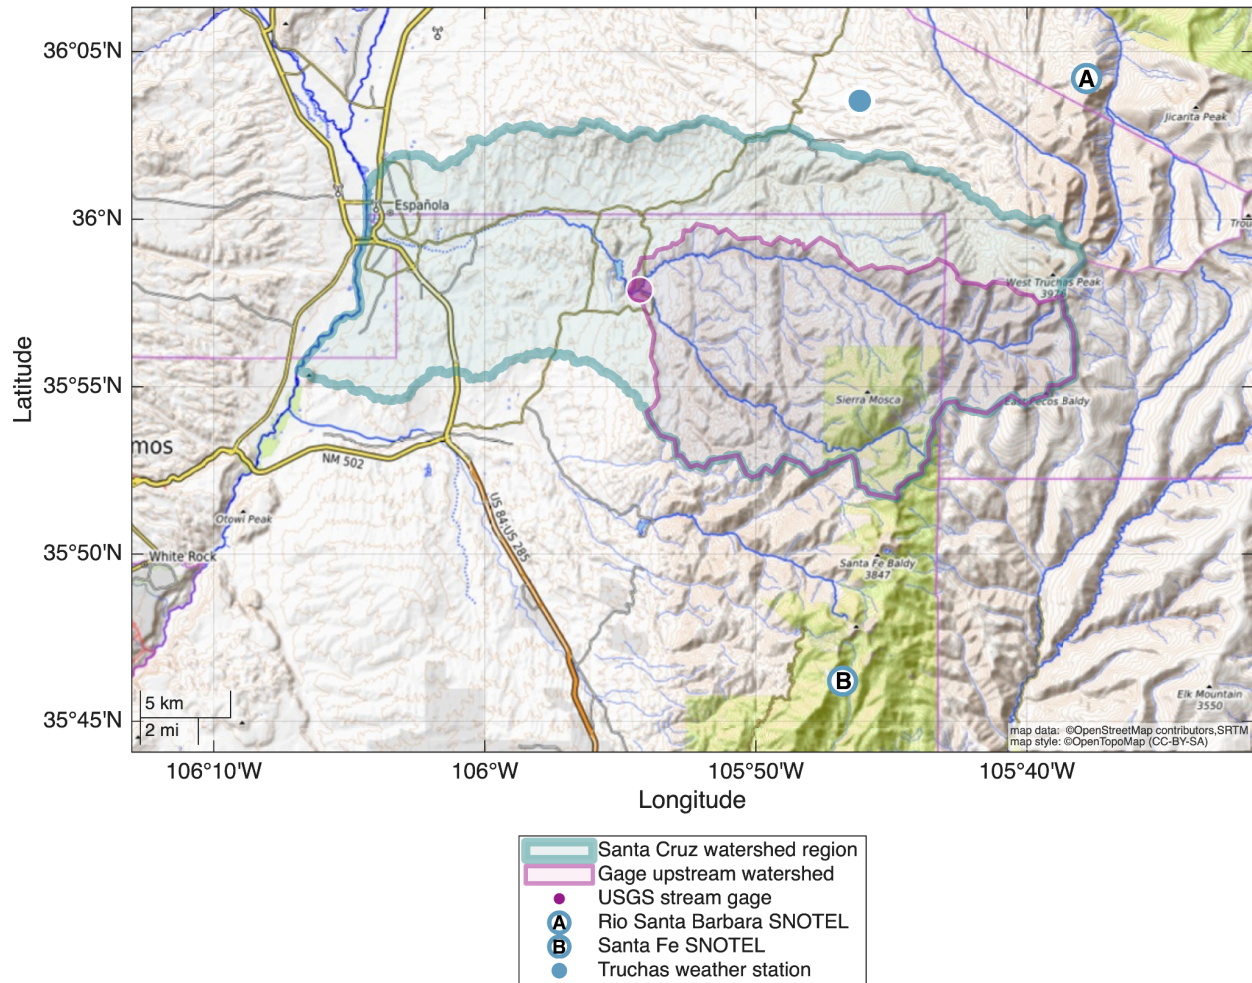 36°05'N
A
Jicarita Peak
36°N
Española
Trou
West Truchas Peak
397
Latitude
35°55'N
Sierra Mosca
East Pecos Baldy
mos
NM 502
US 84;US 285
Otowi Peak
35°50'N
White Rock
Santa Fe Baldy
3847
B
5 km
2 mi
Elk Mountain
3550
35°45'N
map data: ©OpenStreetMap contributors,SRTM
map style: ©OpenTopoMap (CC-BY-SA)
106°10'W
106°W
105°50'W
105°40'W
Longitude
Santa Cruz watershed region
Gage upstream watershed
USGS stream gage
A Rio Santa Barbara SNOTEL
B Santa Fe SNOTEL
Truchas weather station